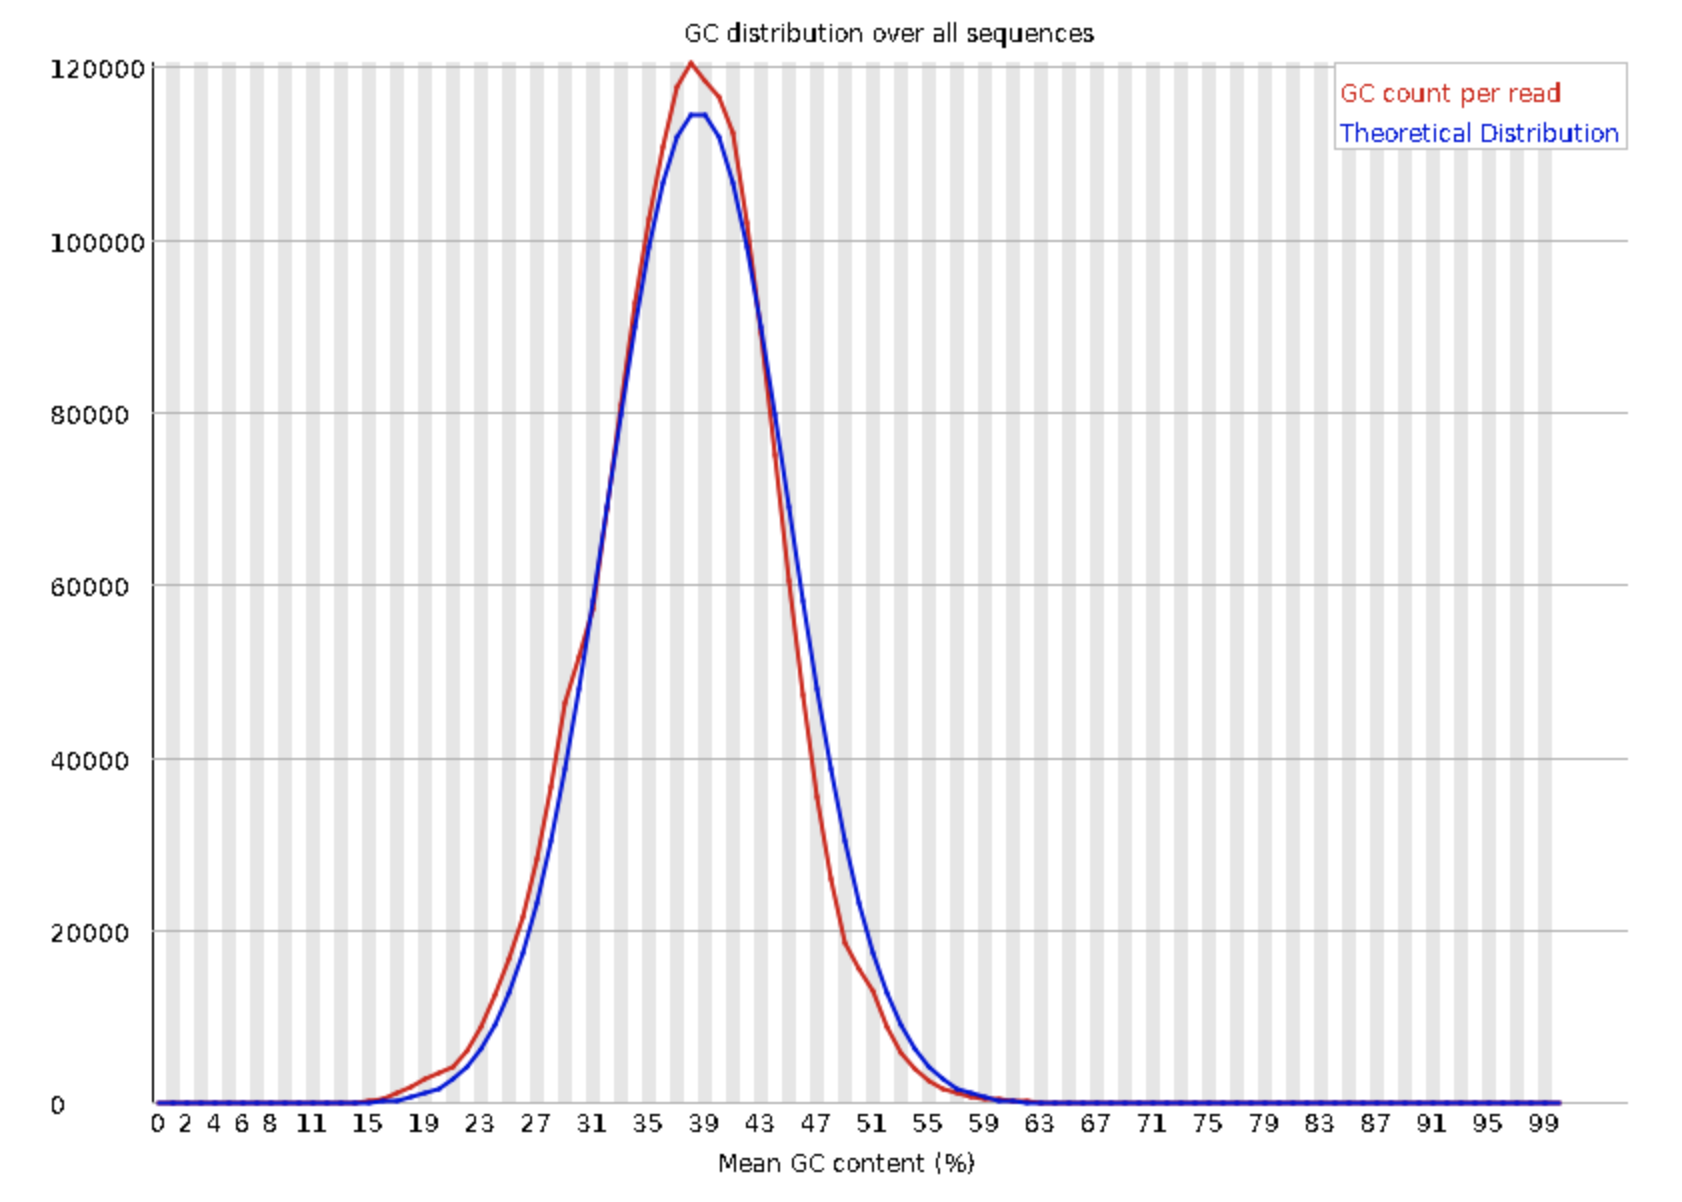 GC distribution over all sequences
120000
GC count per read
Theoretical Distribution
100000
80000
60000
40000
20000
0
0 2 4 6 8 11 15 19 23 27 31 35 39 43 47 51 55 59 63 67 71 75 79 83 87 91 95 99
Mean GC content (%)